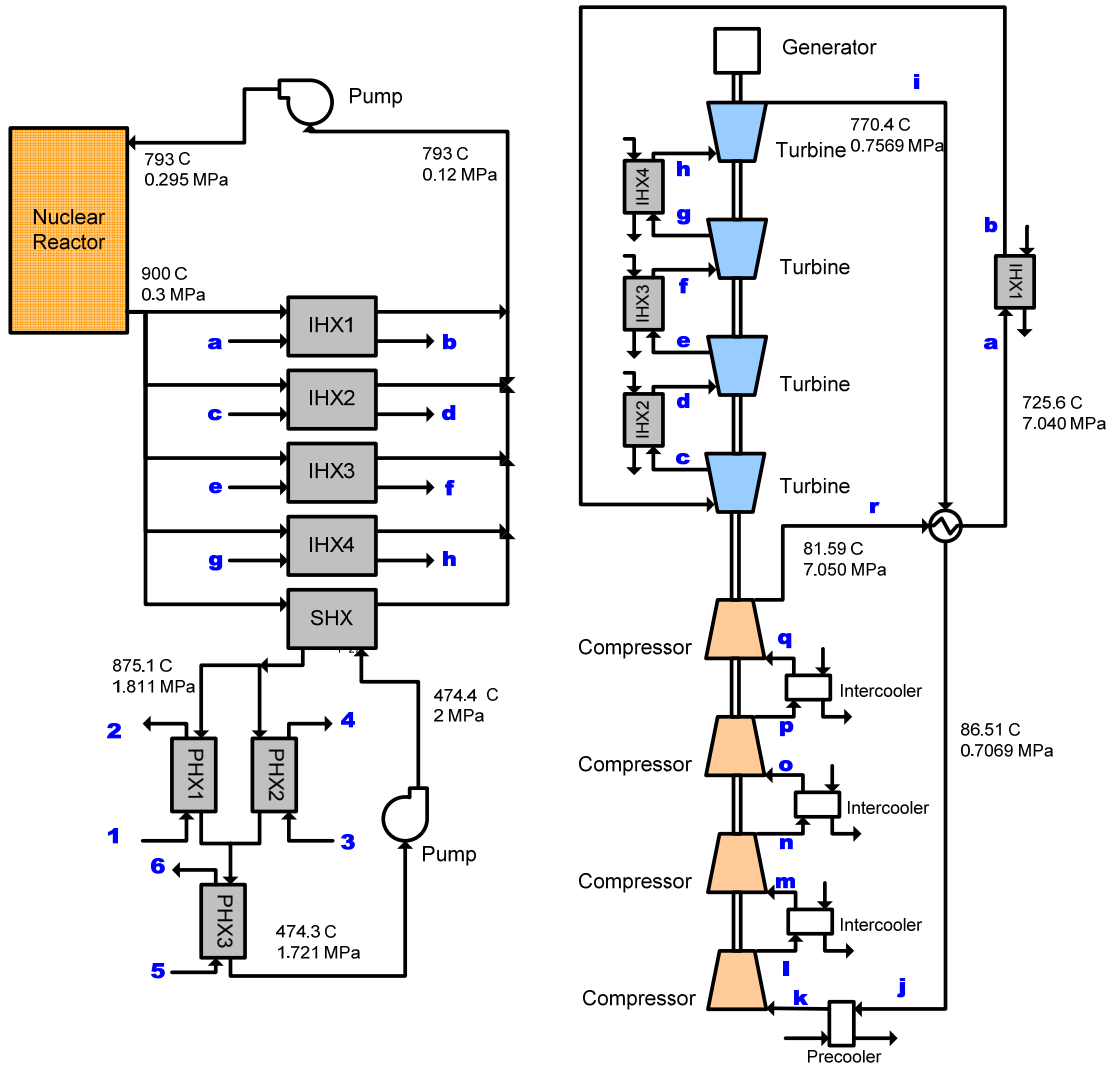 Pump
793 C
0.295 MPa
793 C
0.12 MPa
Nuclear
Reactor
900 C
0.3 MPa
IHX1
a
b
IHX2
c
d
IHX3
e
f
IHX4
g
h
SHX
875.1 C
1.811 MPa
474.4 C
2 MPa
2
4
PHX1
PHX2
1
3
Pump
6
PHX3
474.3 C
1.721 MPa
5
Generator
i
770.4 C
0.7569 MPa
Turbine
h
IHX4
g
Turbine
f
IHX3
e
Turbine
d
IHX2
c
Turbine
b
IHX1
a
725.6 C
7.040 MPa
r
81.59 C
7.050 MPa
Compressor
q
Intercooler
p
86.51 C
0.7069 MPa
Compressor
o
Intercooler
n
Compressor
m
Intercooler
l
Compressor
k
j
Precooler